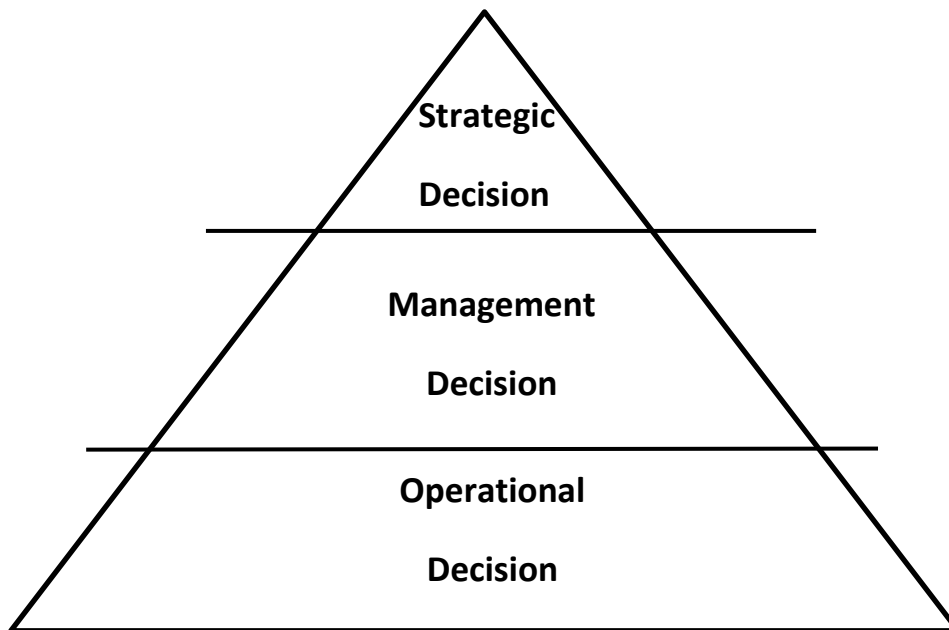 Strategic
Decision
Management
Decision
Operational
Decision